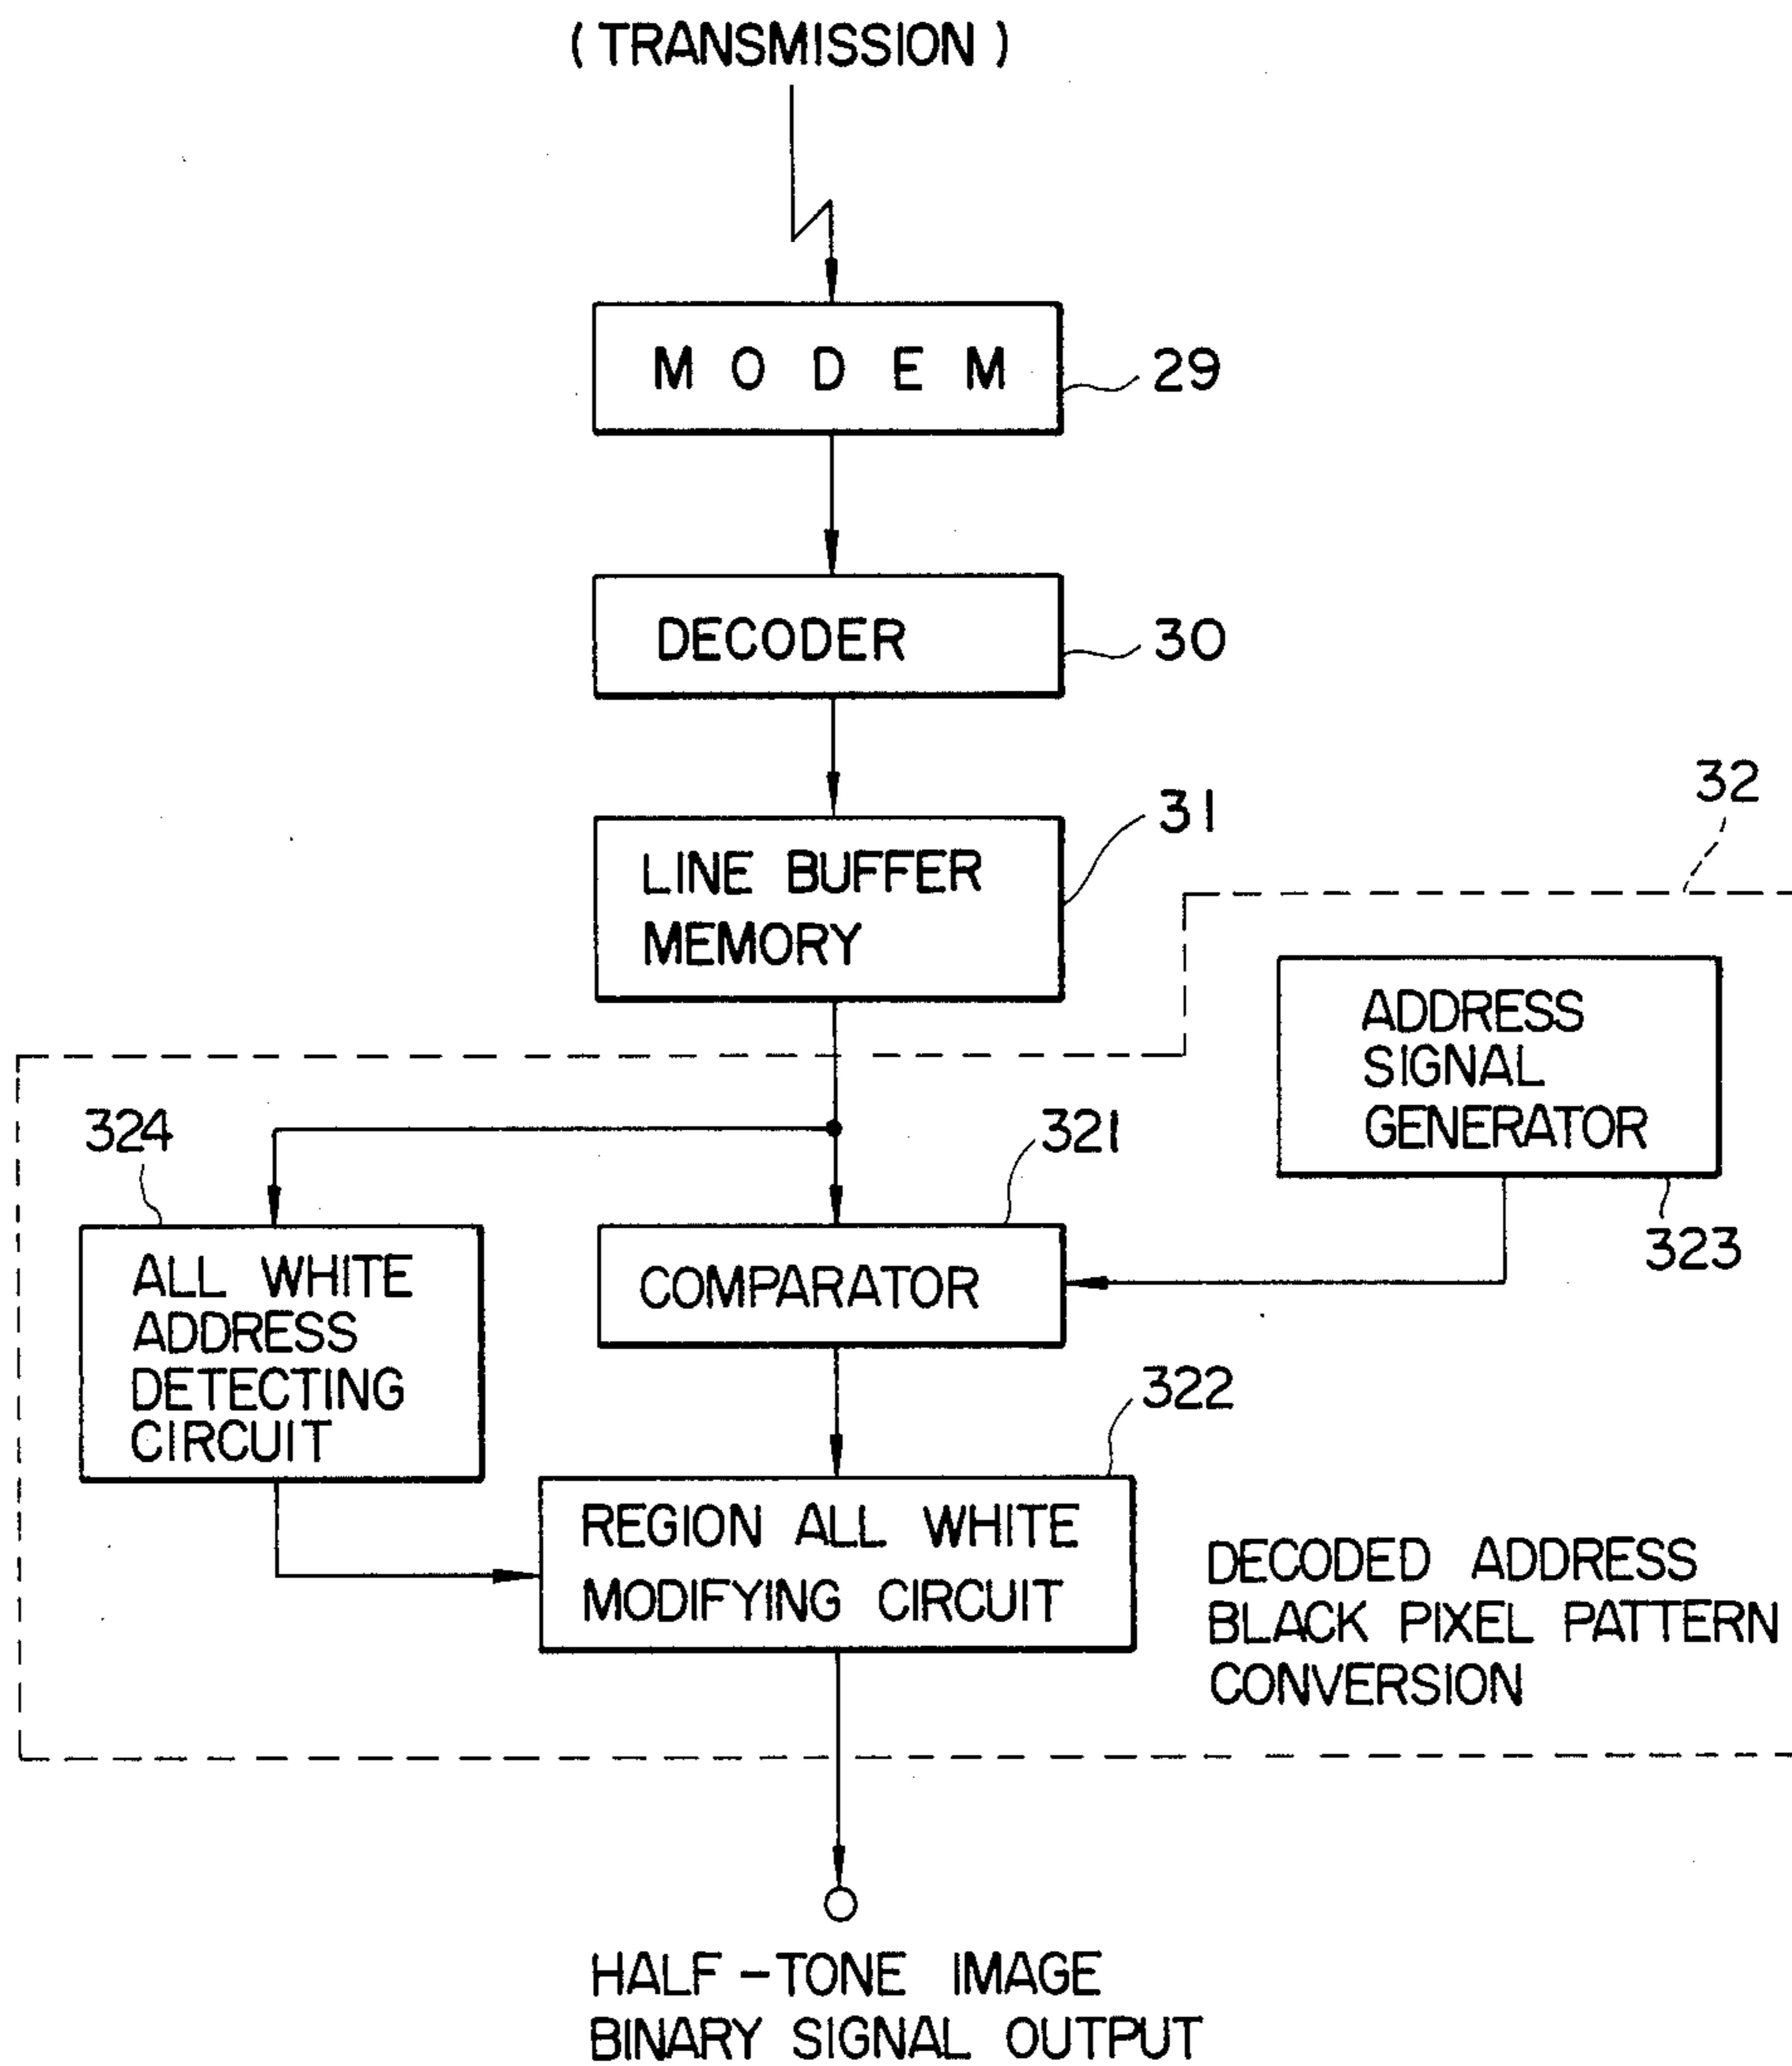 (TRANSMISSION)
MODEM
29
DECODER
30
LINE BUFFER
MEMORY
31
32
ADDRESS
SIGNAL
GENERATOR
323
324
321
ALL WHITE
ADDRESS
DETECTING
CIRCUIT
COMPARATOR
322
REGION ALL WHITE
MODIFYING CIRCUIT
DECODED ADDRESS
BLACK PIXEL PATTERN
CONVERSION
HALF-TONE IMAGE
BINARY SIGNAL OUTPUT